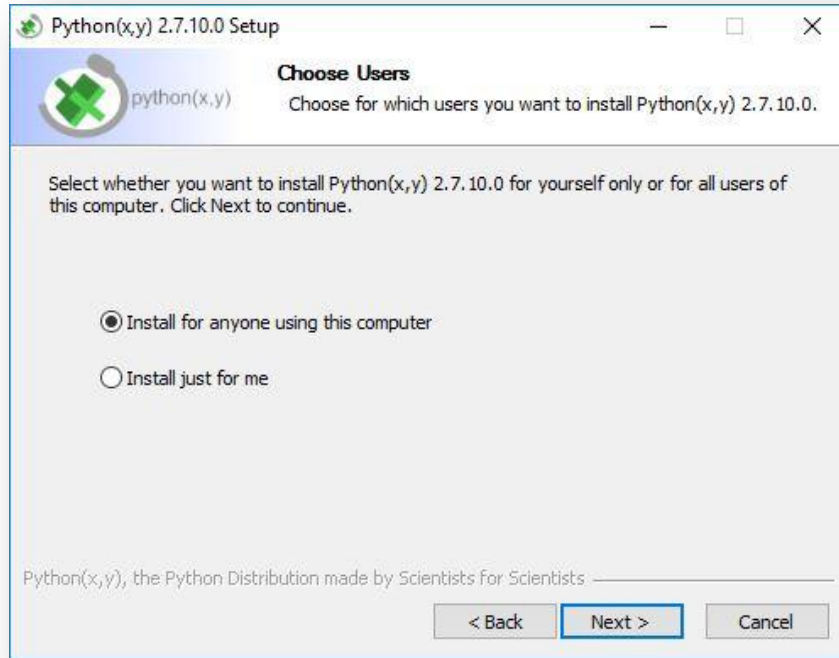 Python(x,y) 2.7.10.0 Setup
python(x,y)
Choose Users
Choose for which users you want to install Python(x,y) 2.7.10.0.
Select whether you want to install Python(x,y) 2.7.10.0 for yourself only or for all users of
this computer. Click Next to continue.
Install for anyone using this computer
Install just for me
Python(x,y), the Python Distribution made by Scientists for Scientists
< Back Next > Cancel